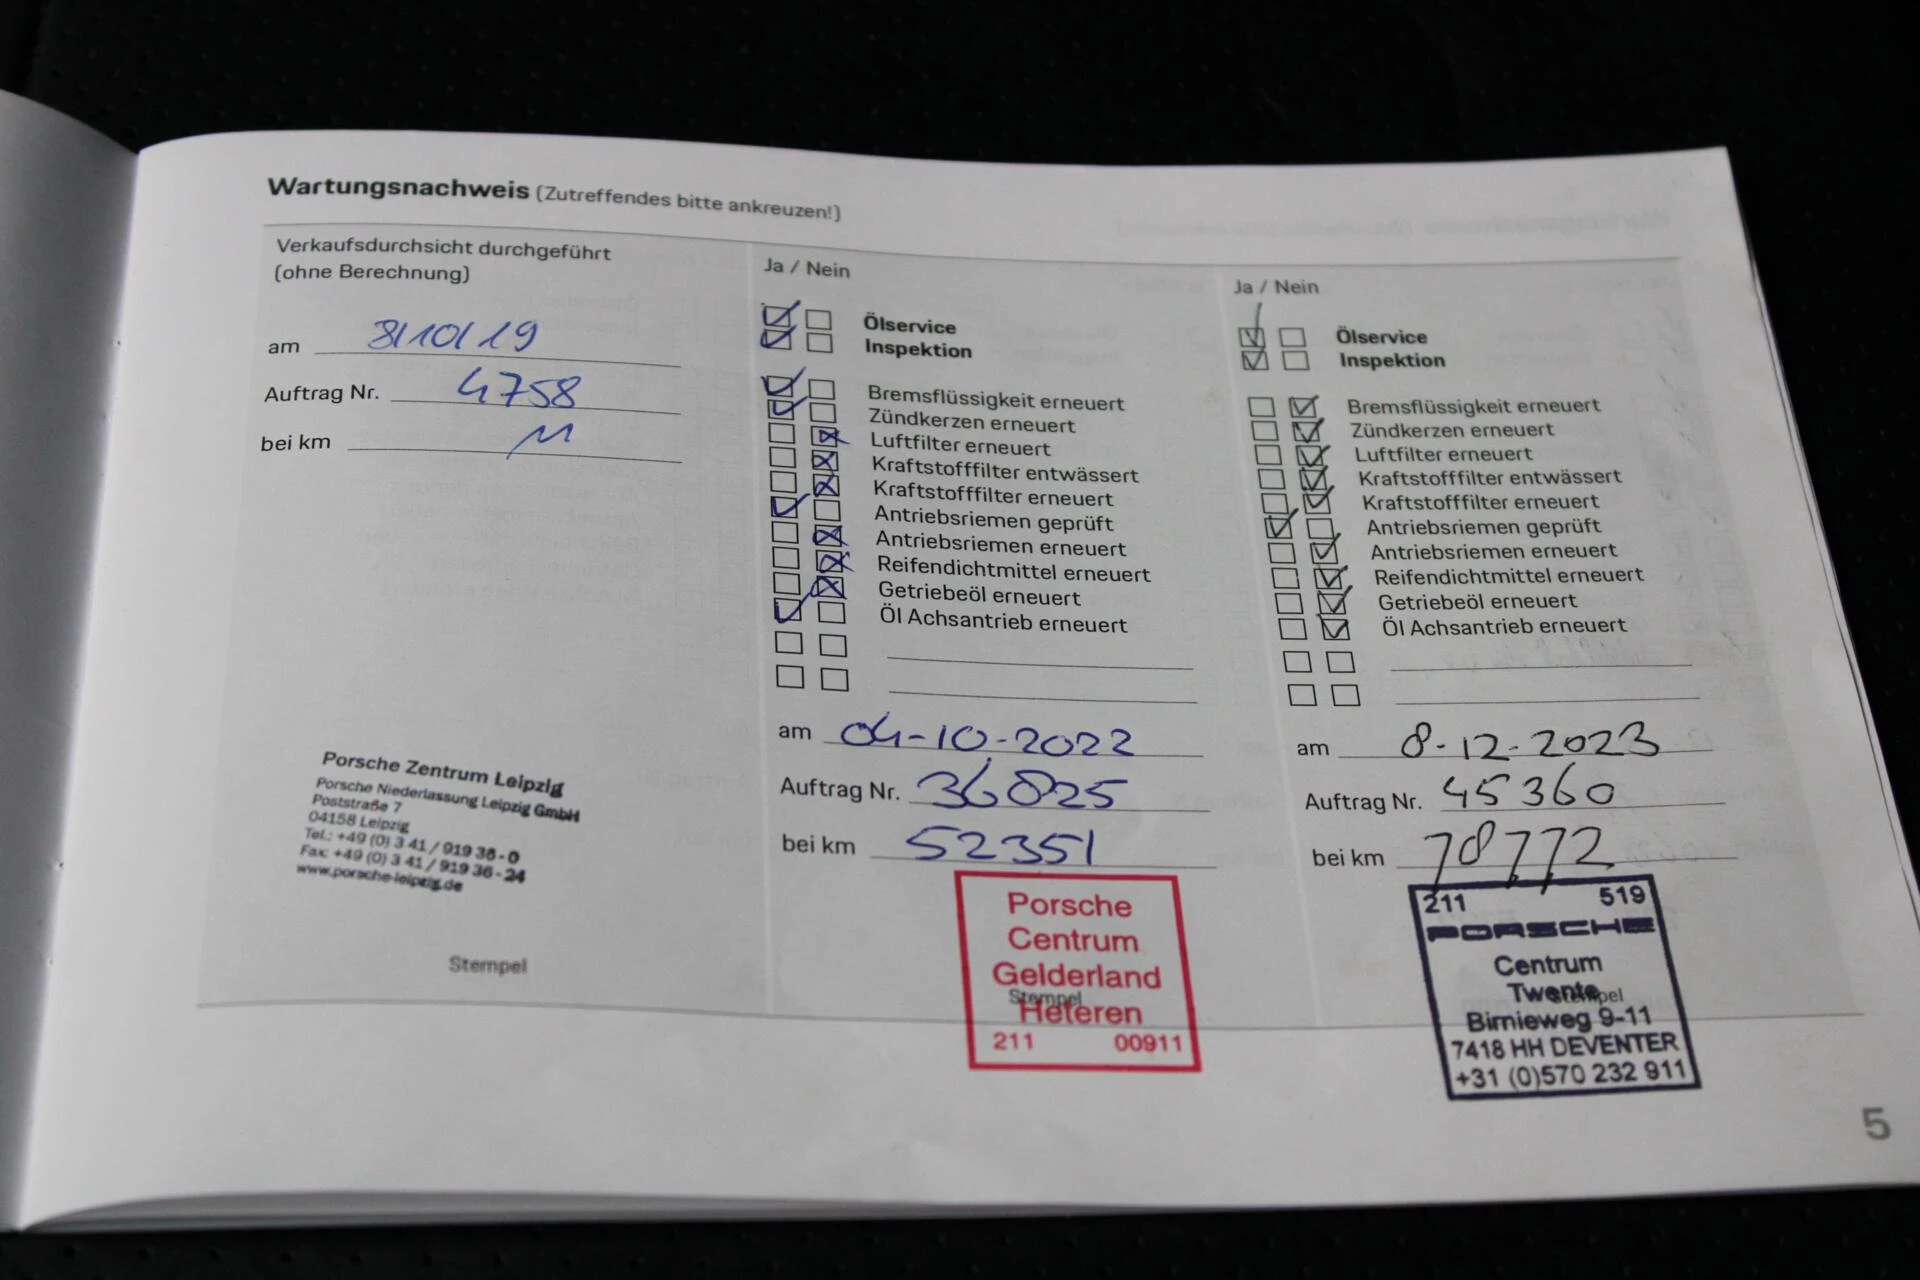 Wartungsnachweis (Zutreffendes bitte ankreuzen!)
Verkaufsdurchsicht durchgeführt
(ohne Berechnung)
am 31/10/19
Auftrag Nr. 4758
bei km 11
Porsche Zentrum Leipzig
Porsche Niederlassung Leipzig GmbH
Poststraße 7
04158 Leipzig
Tel.: +49 (0) 3 41 / 919 36 - 0
Fax: +49 (0) 3 41 / 919 36 - 24
www.porsche-leipzig.de
Stempel
Ja / Nein
Ölservice
Inspektion
Bremsflüssigkeit erneuert
Zündkerzen erneuert
Luftfilter erneuert
Kraftstofffilter entwässert
Kraftstofffilter erneuert
Antriebsriemen geprüft
Antriebsriemen erneuert
Reifendichtmittel erneuert
Getriebeöl erneuert
Öl Achsantrieb erneuert
am 04-10-2022
Auftrag Nr. 36825
bei km 52351
Porsche
Centrum
Gelderland
Stempel
Heteren
211 00911
Ja / Nein
Ölservice
Inspektion
Bremsflüssigkeit erneuert
Zündkerzen erneuert
Luftfilter erneuert
Kraftstofffilter entwässert
Kraftstofffilter erneuert
Antriebsriemen geprüft
Antriebsriemen erneuert
Reifendichtmittel erneuert
Getriebeöl erneuert
Öl Achsantrieb erneuert
am 8-12-2023
Auftrag Nr. 45360
bei km 78772
211 519
PORSCHE
Centrum
Twente
Stempel
Birnieweg 9-11
7418 HH DEVENTER
+31 (0)570 232 911
5